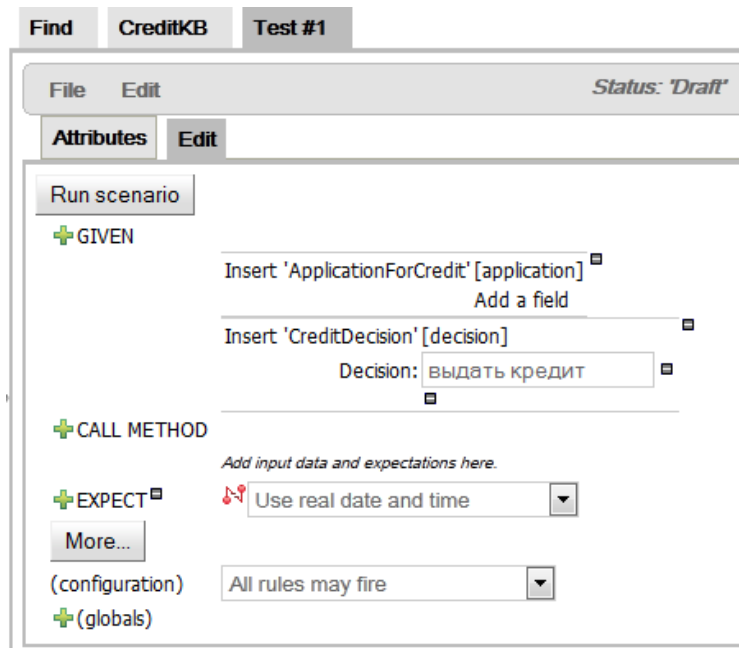 Find CreditKB Test #1
File Edit Status: 'Draft'
Attributes Edit
Run scenario
GIVEN
Insert 'ApplicationForCredit' [application]
Add a field
Insert 'CreditDecision' [decision]
Decision: выдать кредит
CALL METHOD
Add input data and expectations here.
EXPECT Use real date and time
More...
(configuration) All rules may fire
(globals)